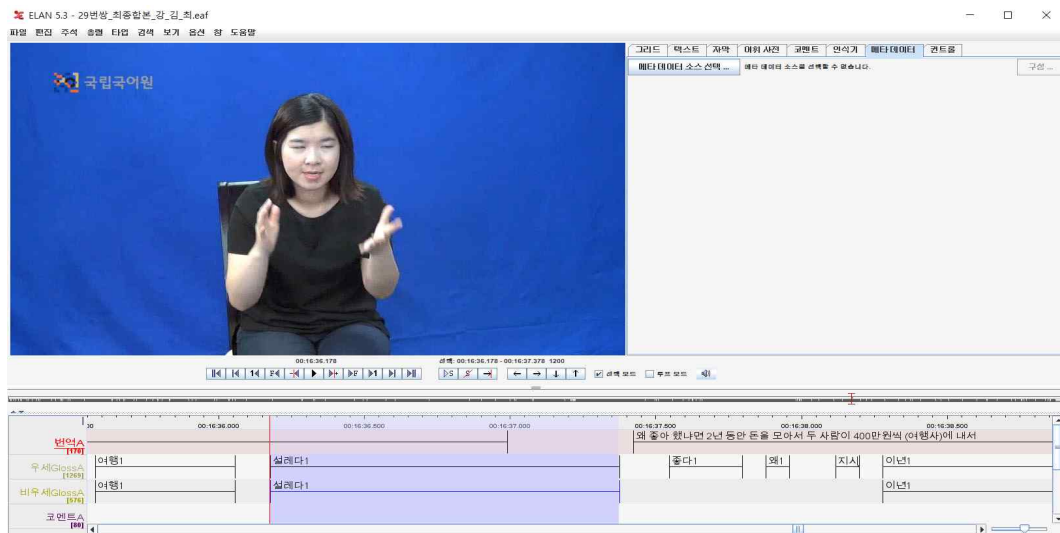 ELAN 5.3 - 29번쌍_최종합본_강_김_최.eaf
파일 편집 주석 층렬 타입 검색 보기 옵션 창 도움말
국립국어원
그리드 텍스트 자막 어휘 사전 코멘트 인식기 메타데이터 컨트롤
메타 데이터 소스 선택 ... 메타 데이터 소스를 선택할 수 없습니다. 구성 ...
00:16:36.178 선택: 00:16:36.178 - 00:16:37.378 1200
선택 모드 루프 모드
00:16:36.000 00:16:36.500 00:16:37.000 00:16:37.500 00:16:38.000 00:16:38.500
번역A
[170]
왜 좋아 했냐면 2년 동안 돈을 모아서 두 사람이 400만원씩 (여행사)에 내서
우세GlossA
[1269]
여행1 설레다1 좋다1 왜1 지시 이년1
비우세GlossA
[576]
여행1 설레다1 이년1
코멘트A
[80]